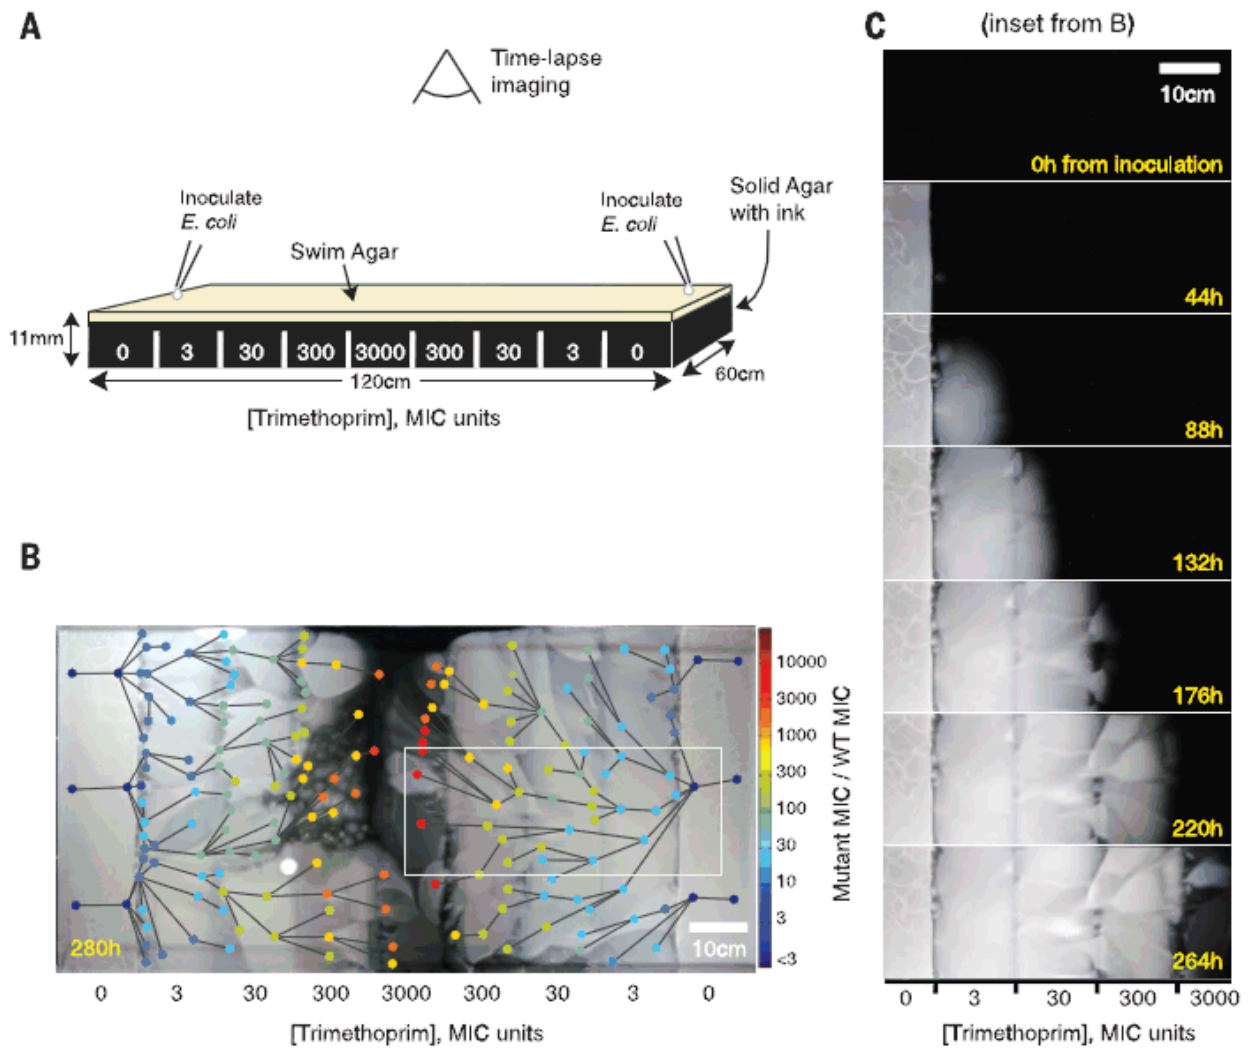 A
Time-lapse
imaging
Inoculate
E. coli
Swim Agar
Inoculate
E. coli
Solid Agar
with ink
11mm
0 3 30 300 3000 300 30 3 0
120cm
60cm
[Trimethoprim], MIC units
B
280h
10cm
0 3 30 300 3000 300 30 3 0
[Trimethoprim], MIC units
10000
3000
1000
300
100
30
10
3
<3
Mutant MIC / WT MIC
C
(inset from B)
10cm
0h from inoculation
44h
88h
132h
176h
220h
264h
0 3 30 300 3000
[Trimethoprim], MIC units